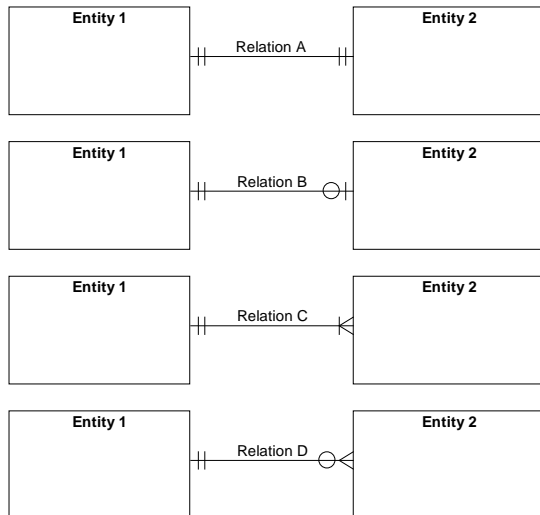 Entity 1
Relation A
Entity 2
Entity 1
Relation B
Entity 2
Entity 1
Relation C
Entity 2
Entity 1
Relation D
Entity 2